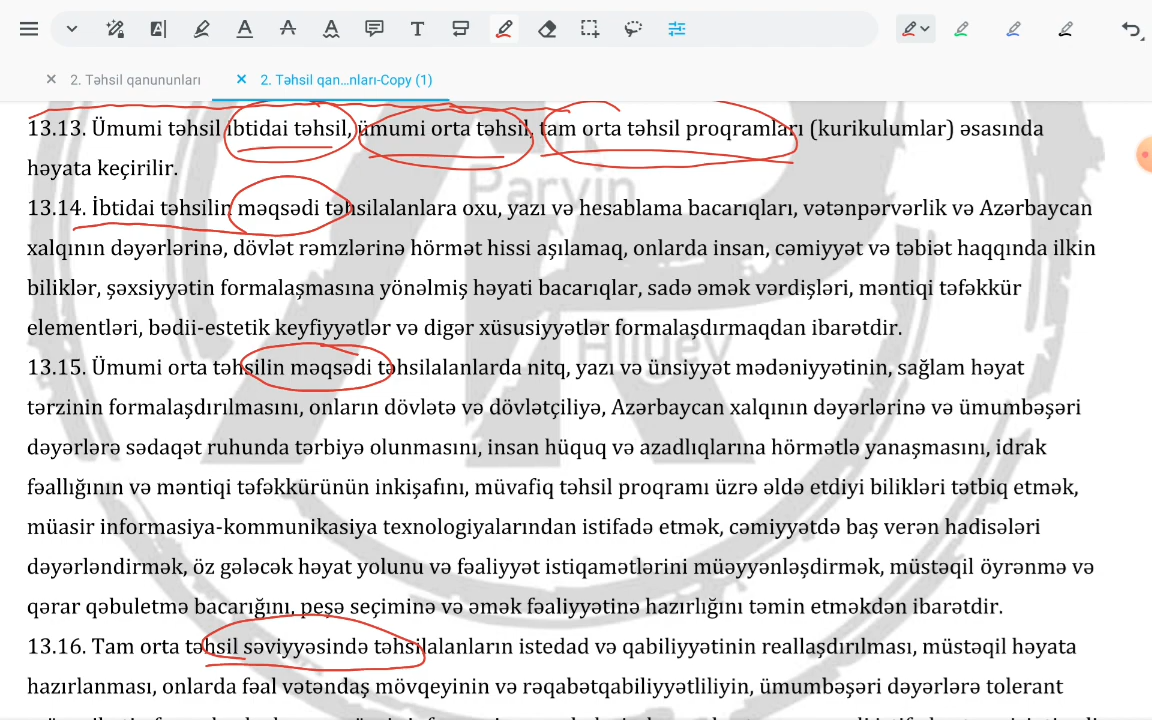 2. Təhsil qanununları
2. Təhsil qan...nları-Copy (1)
13.13. Ümumi təhsil ibtidai təhsil, ümumi orta təhsil, tam orta təhsil proqramları (kurikulumlar) əsasında
həyata keçirilir.
Parvin
13.14. İbtidai təhsilin məqsədi təhsilalanlara oxu, yazı və hesablama bacarıqları, vətənpərvərlik və Azərbaycan
xalqının dəyərlərinə, dövlət rəmzlərinə hörmət hissi aşılamaq, onlarda insan, cəmiyyət və təbiət haqqında ilkin
biliklər, şəxsiyyətin formalaşmasına yönəlmiş həyati bacarıqlar, sadə əmək vərdişləri, məntiqi təfəkkür
elementləri, bədii-estetik keyfiyyətlər və digər xüsusiyyətlər formalaşdırmaqdan ibarətdir.
13.15. Ümumi orta təhsilin məqsədi təhsilalanlarda nitq, yazı və ünsiyyət mədəniyyətinin, sağlam həyat
tərzinin formalaşdırılmasını, onların dövlətə və dövlətçiliyə, Azərbaycan xalqının dəyərlərinə və ümumbəşəri
dəyərlərə sədaqət ruhunda tərbiyə olunmasını, insan hüquq və azadlıqlarına hörmətlə yanaşmasını, idrak
fəallığının və məntiqi təfəkkürünün inkişafını, müvafiq təhsil proqramı üzrə əldə etdiyi bilikləri tətbiq etmək,
müasir informasiya-kommunikasiya texnologiyalarından istifadə etmək, cəmiyyətdə baş verən hadisələri
dəyərləndirmək, öz gələcək həyat yolunu və fəaliyyət istiqamətlərini müəyyənləşdirmək, müstəqil öyrənmə və
qərar qəbuletmə bacarığını, peşə seçiminə və əmək fəaliyyətinə hazırlığını təmin etməkdən ibarətdir.
13.16. Tam orta təhsil səviyyəsində təhsilalanların istedad və qabiliyyətinin reallaşdırılması, müstəqil həyata
hazırlanması, onlarda fəal vətəndaş mövqeyinin və rəqabətqabiliyyətliliyin, ümumbəşəri dəyərlərə tolerant